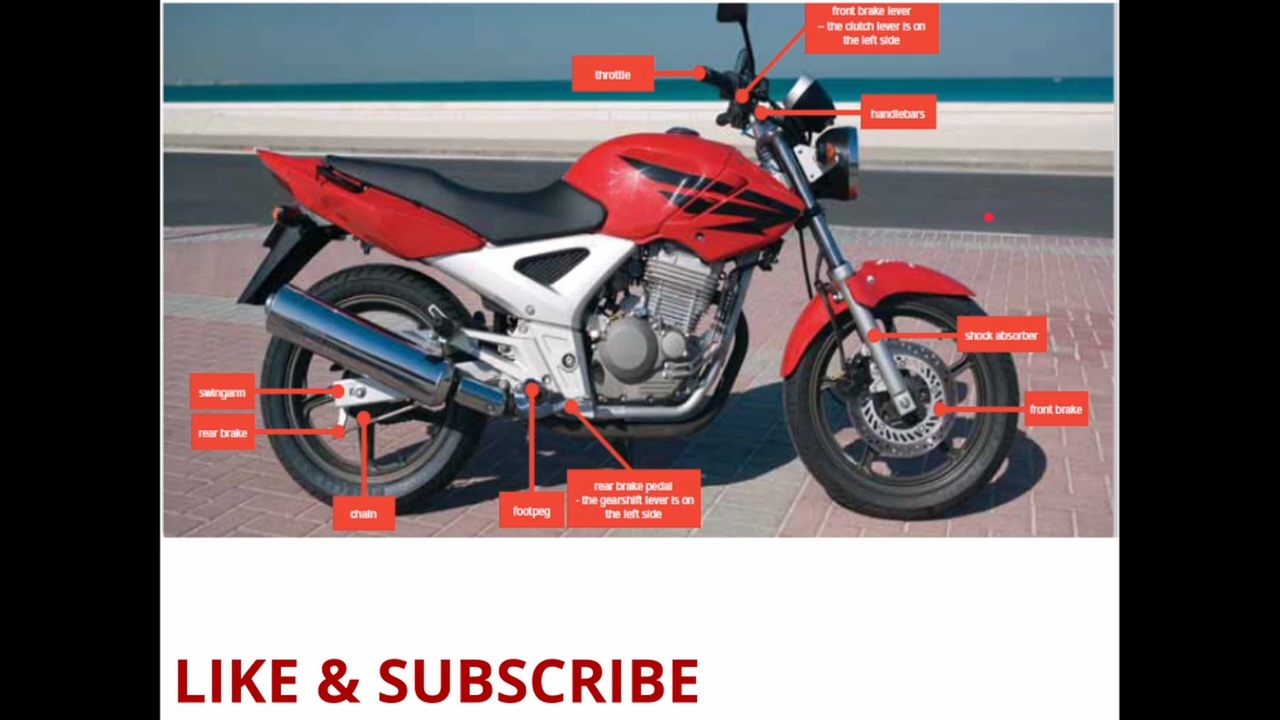 front brake lever
– the clutch lever is on
the left side
throttle
handlebars
shock absorber
swingarm
front brake
rear brake
rear brake pedal
- the gearshift lever is on
the left side
footpeg
chain
LIKE & SUBSCRIBE